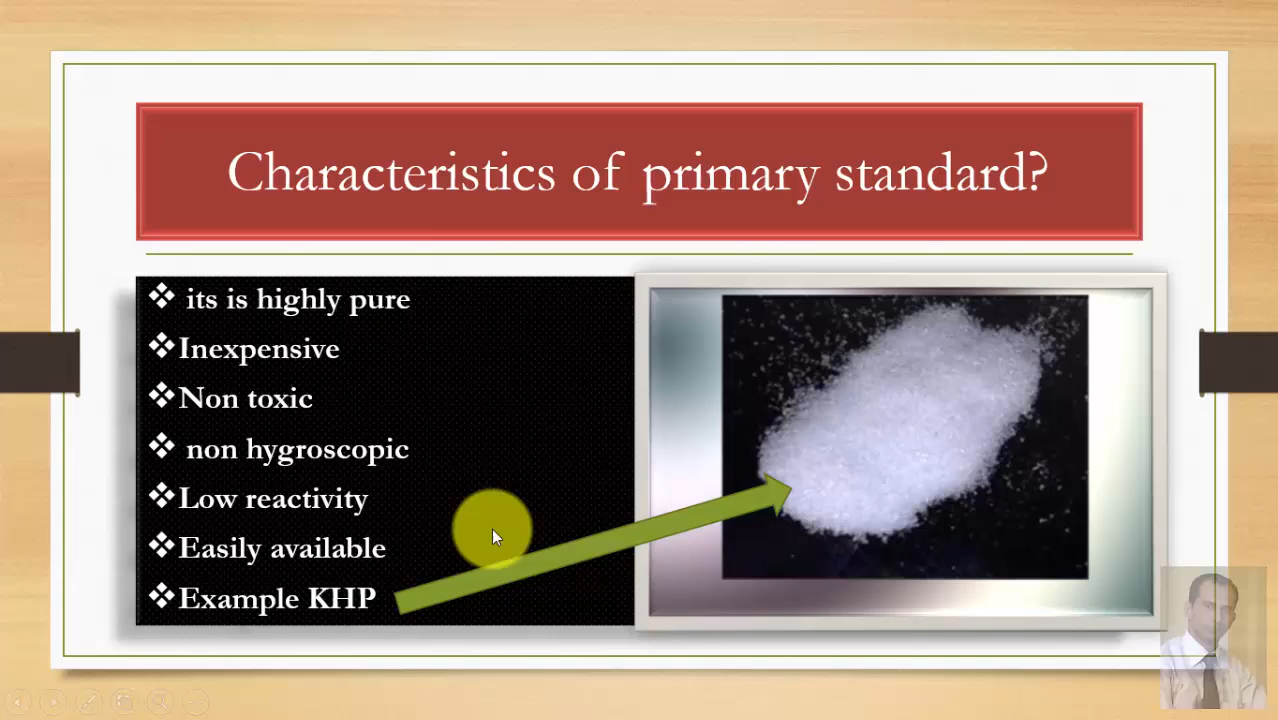 Characteristics of primary standard?
❖ its is highly pure
❖Inexpensive
❖Non toxic
❖ non hygroscopic
❖Low reactivity
❖Easily available
❖Example KHP